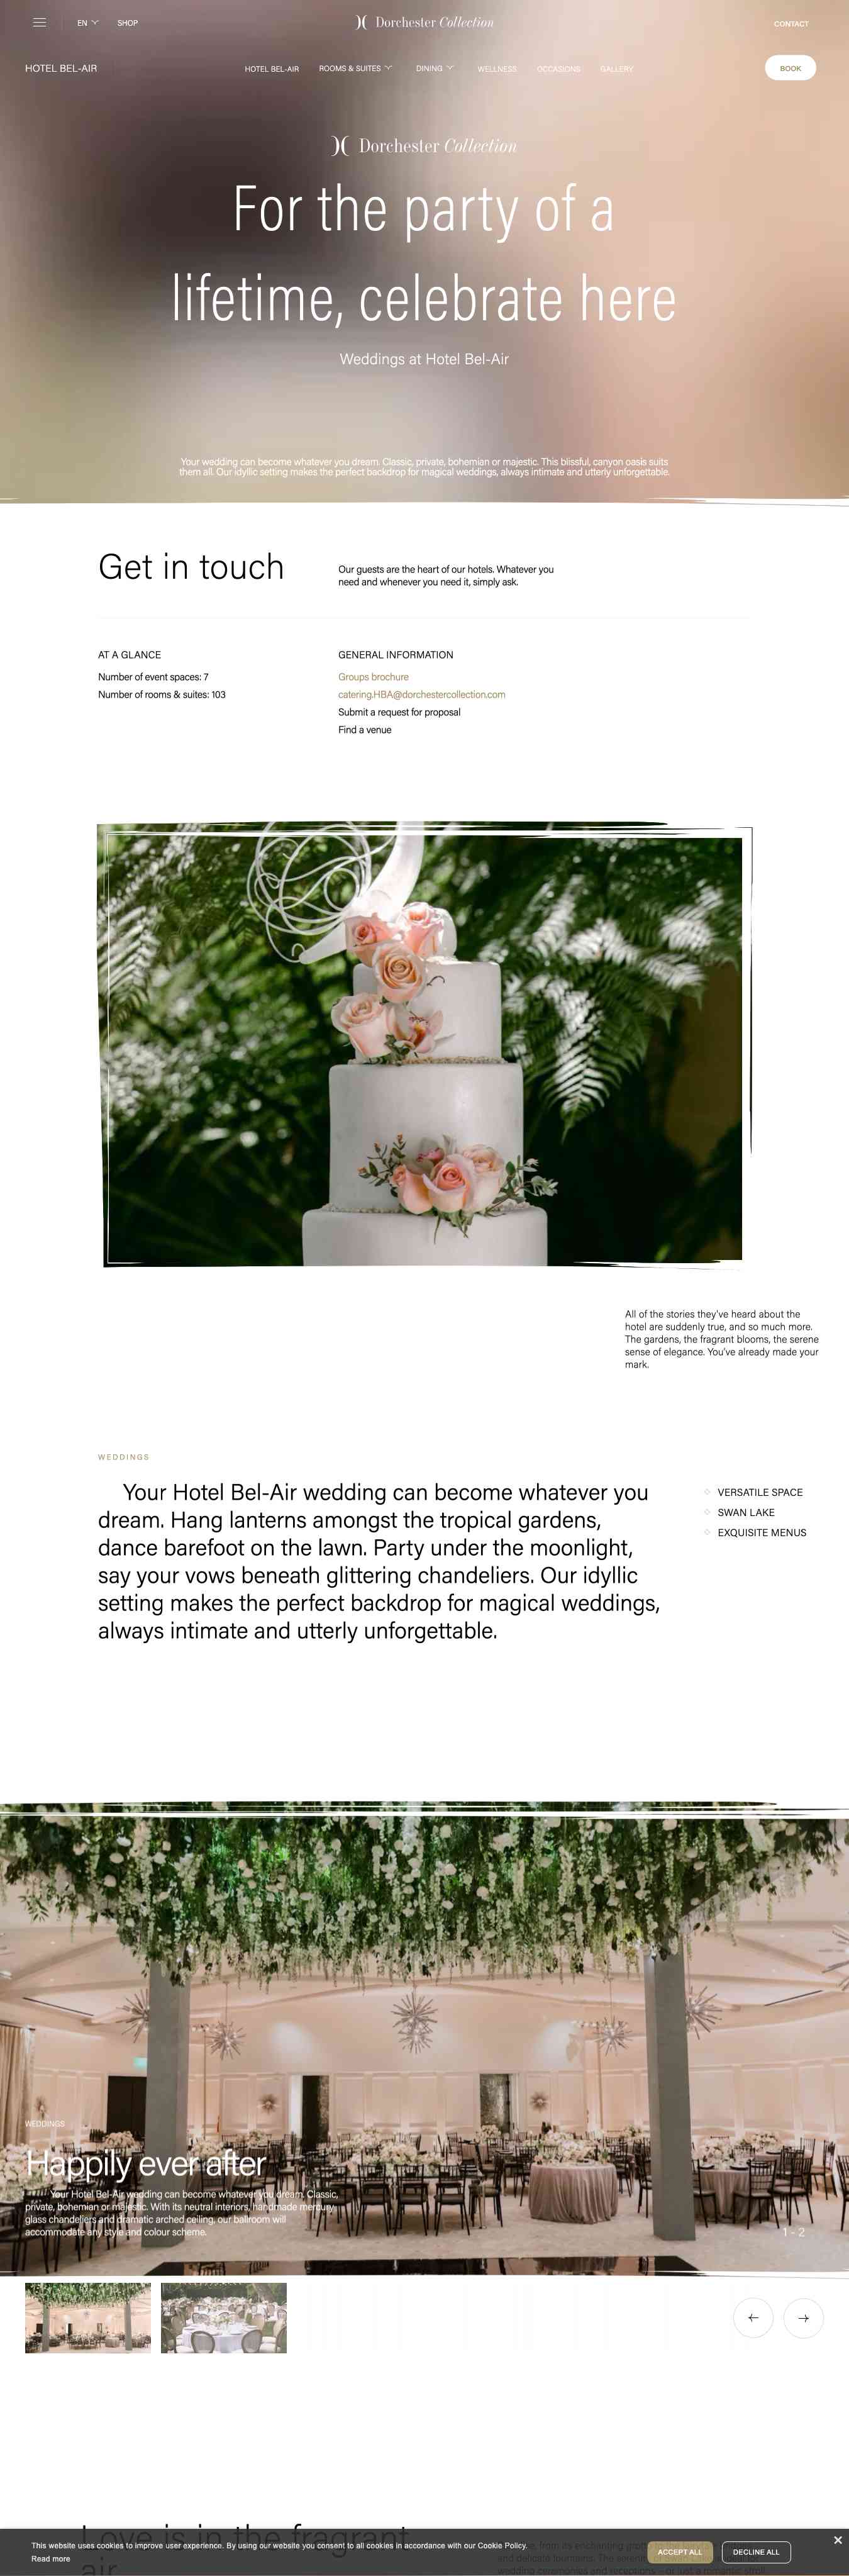 EN
SHOP
Dorchester Collection
CONTACT
HOTEL BEL-AIR
HOTEL BEL-AIR
ROOMS & SUITES
DINING
WELLNESS
OCCASIONS
GALLERY
BOOK
Dorchester Collection
For the party of a
lifetime, celebrate here
Weddings at Hotel Bel-Air
Your wedding can become whatever you dream. Classic, private, bohemian or majestic. This blissful, canyon oasis suits
them all. Our idyllic setting makes the perfect backdrop for magical weddings, always intimate and utterly unforgettable.
Get in touch
Our guests are the heart of our hotels. Whatever you
need and whenever you need it, simply ask.
AT A GLANCE
Number of event spaces: 7
Number of rooms & suites: 103
GENERAL INFORMATION
Groups brochure
catering.HBA@dorchestercollection.com
Submit a request for proposal
Find a venue
All of the stories they've heard about the
hotel are suddenly true, and so much more.
The gardens, the fragrant blooms, the serene
sense of elegance. You've already made your
mark.
WEDDINGS
Your Hotel Bel-Air wedding can become whatever you
dream. Hang lanterns amongst the tropical gardens,
dance barefoot on the lawn. Party under the moonlight,
say your vows beneath glittering chandeliers. Our idyllic
setting makes the perfect backdrop for magical weddings,
always intimate and utterly unforgettable.
VERSATILE SPACE
SWAN LAKE
EXQUISITE MENUS
WEDDINGS
Happily ever after
Your Hotel Bel-Air wedding can become whatever you dream. Classic,
private, bohemian or majestic. With its neutral interiors, handmade mercury
glass chandeliers and dramatic arched ceiling, our ballroom will
accommodate any style and colour scheme.
1 - 2
Love is in the fragrant
air
This website uses cookies to improve user experience. By using our website you consent to all cookies in accordance with our Cookie Policy.
Read more
ACCEPT ALL
DECLINE ALL